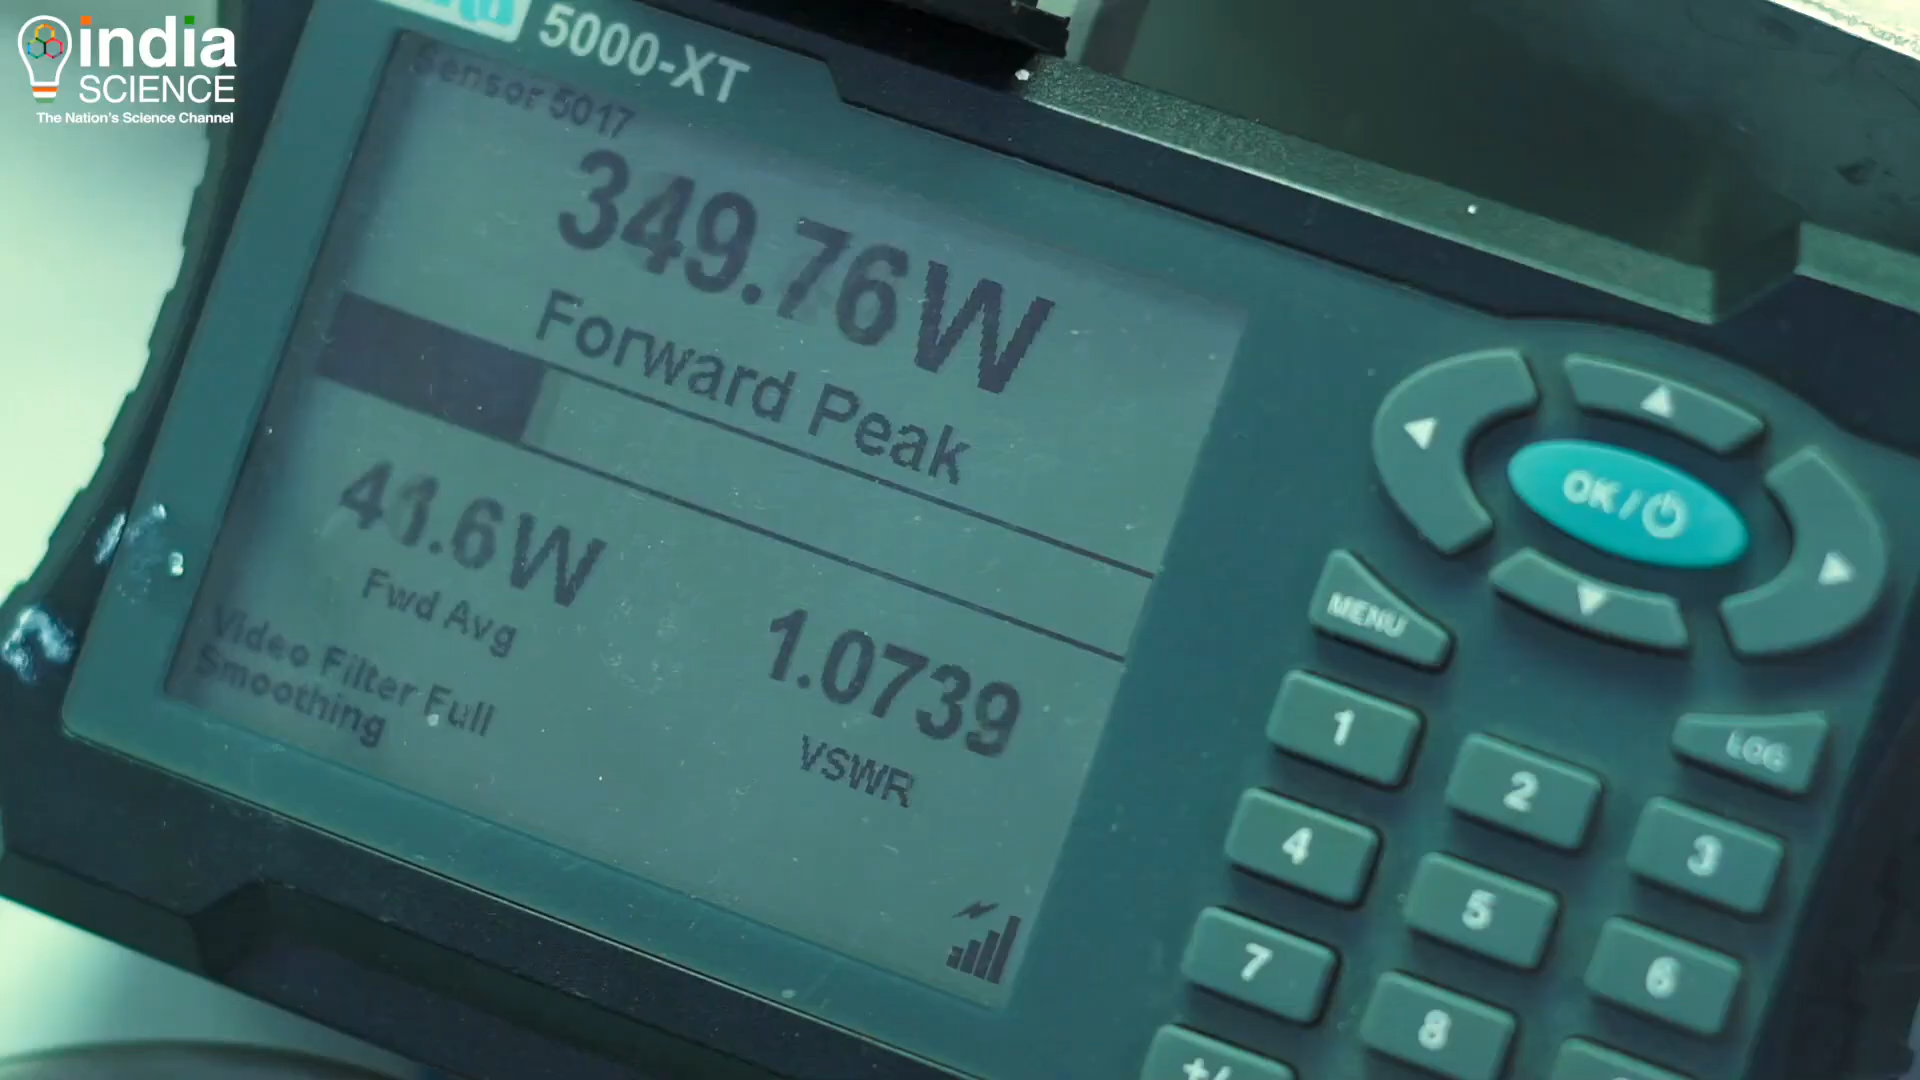 india
SCIENCE
The Nation's Science Channel
5000-XT
Sensor 5017
349.76W
Forward Peak
41.6W
Fwd Avg
1.0739
VSWR
Video Filter Full
Smoothing
OK/
MENU
LOG
1
2
3
4
5
6
7
8
+/-